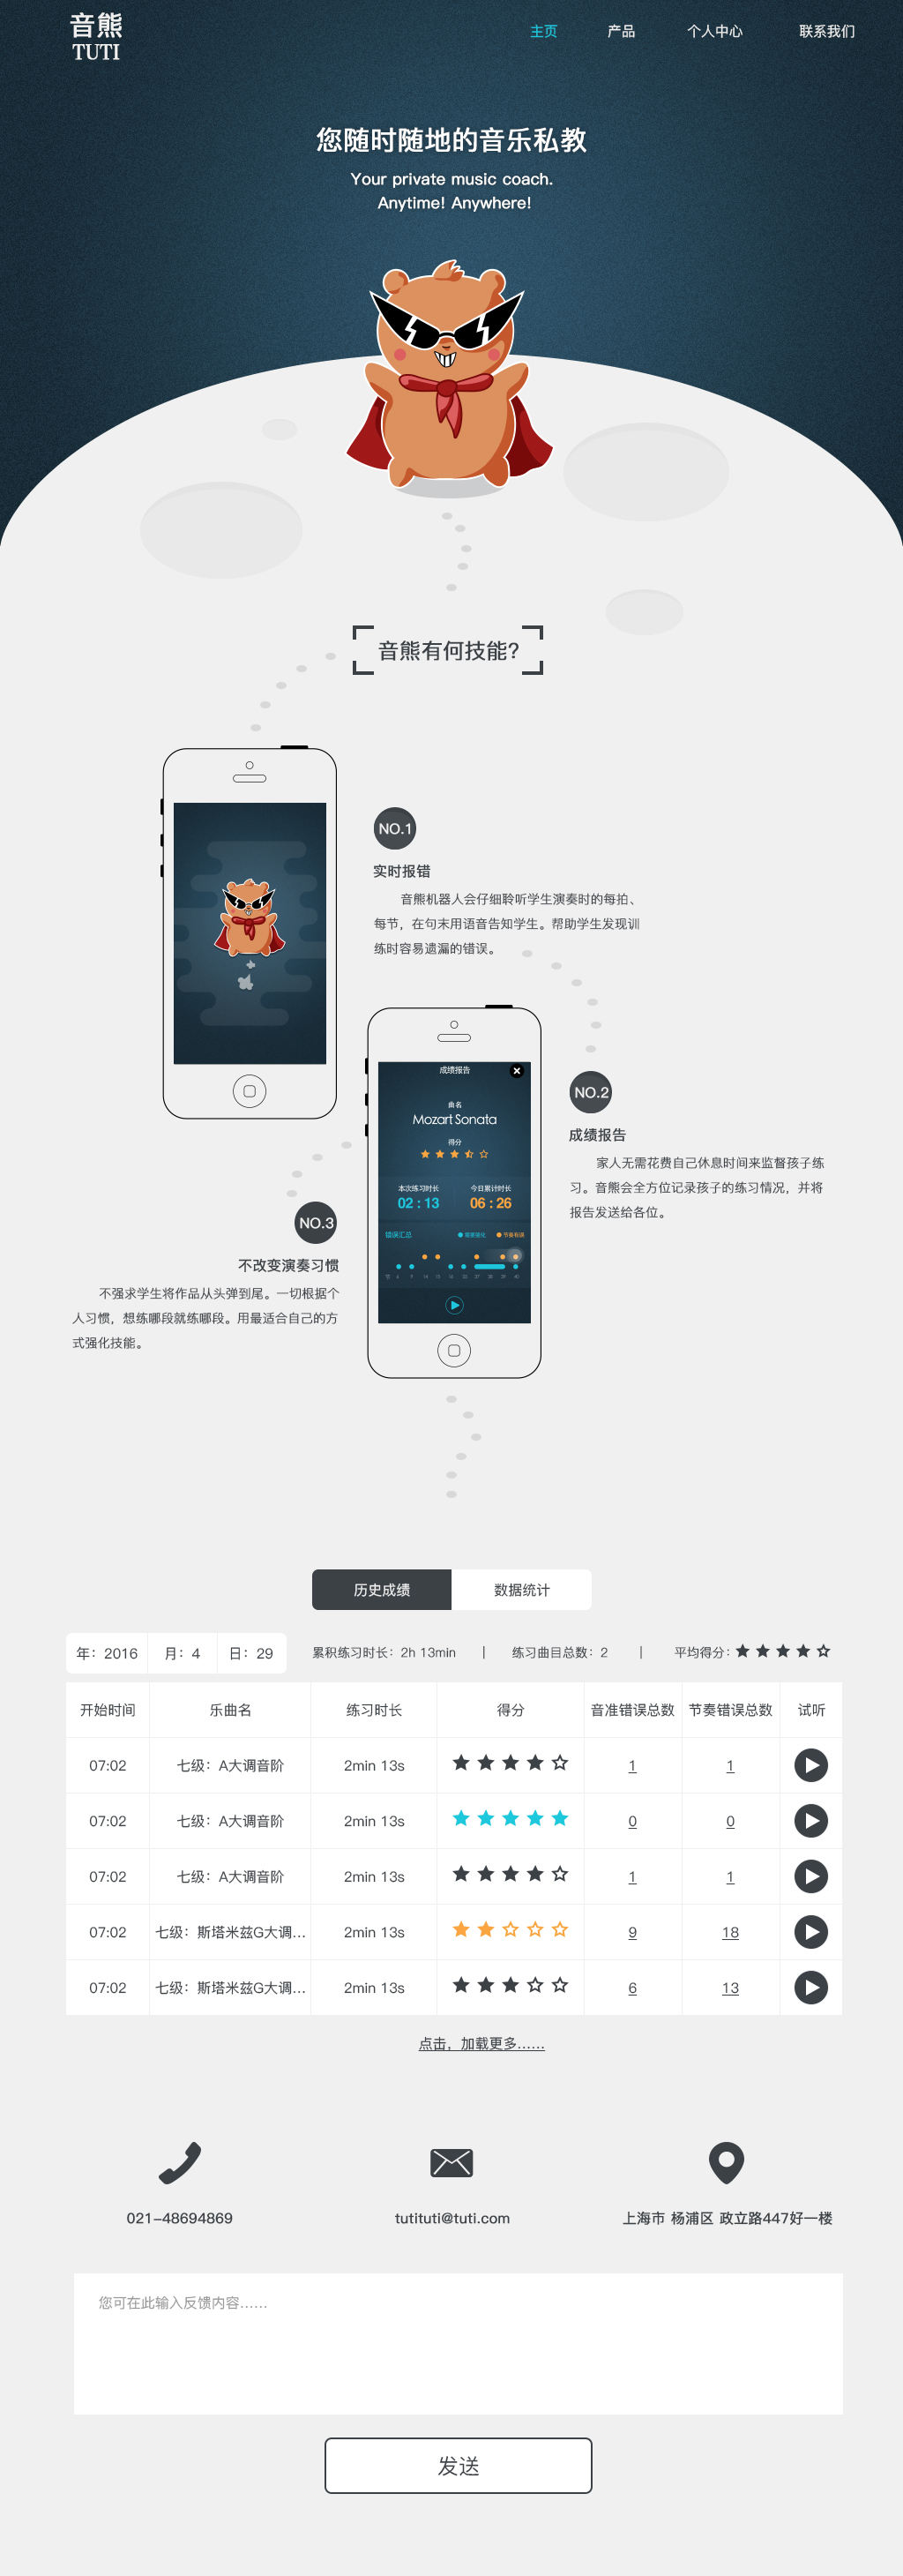 音熊
TUTI
主页 产品 个人中心 联系我们
您随时随地的音乐私教
Your private music coach.
Anytime! Anywhere!
音熊有何技能?
NO.1
实时报错
音熊机器人会仔细聆听学生演奏时的每拍、
每节，在句末用语音告知学生。帮助学生发现训
练时容易遗漏的错误。
成绩报告
曲名
Mozart Sonata
得分
本次练习时长 今日累计时长
02 : 13 06 : 26
错误汇总
NO.2
成绩报告
家人无需花费自己休息时间来监督孩子练
习。音熊会全方位记录孩子的练习情况，并将
报告发送给各位。
NO.3
不改变演奏习惯
不强求学生将作品从头弹到尾。一切根据个
人习惯，想练哪段就练哪段。用最适合自己的方
式强化技能。
历史成绩 数据统计
年：2016 月：4 日：29 累积练习时长：2h 13min | 练习曲目总数：2 | 平均得分：
开始时间 乐曲名 练习时长 得分 音准错误总数 节奏错误总数 试听
07:02 七级：A大调音阶 2min 13s 1 1
07:02 七级：A大调音阶 2min 13s 0 0
07:02 七级：A大调音阶 2min 13s 1 1
07:02 七级：斯塔米兹G大调... 2min 13s 9 18
07:02 七级：斯塔米兹G大调... 2min 13s 6 13
点击，加载更多......
021-48694869
tutituti@tuti.com
上海市 杨浦区 政立路447好一楼
您可在此输入反馈内容......
发送